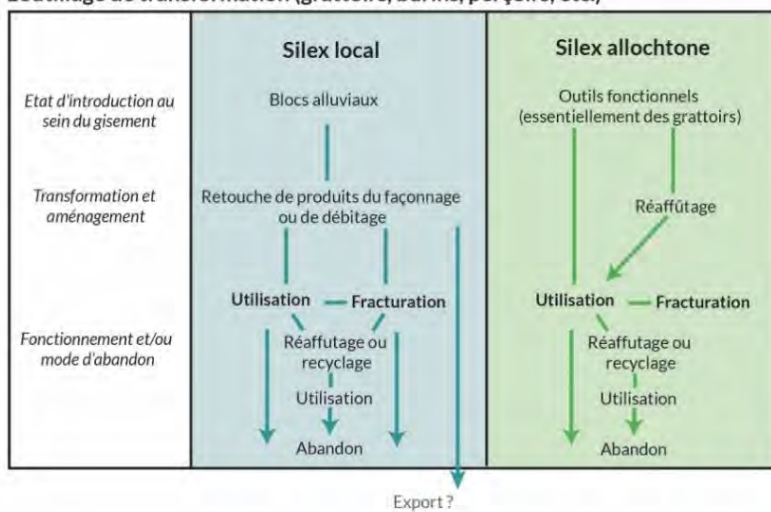 Silex local
Silex allochtone
Etat d'introduction au
sein du gisement
Blocs alluviaux
Outils fonctionnels
(essentiellement des grattoirs)
Transformation et
aménagement
Retouche de produits du façonnage
ou de débitage
Réaffûtage
Utilisation
Fracturation
Utilisation
Fracturation
Fonctionnement et/ou
mode d'abandon
Réaffutage ou
recyclage
Réaffutage ou
recyclage
Utilisation
Utilisation
Abandon
Abandon
Export ?